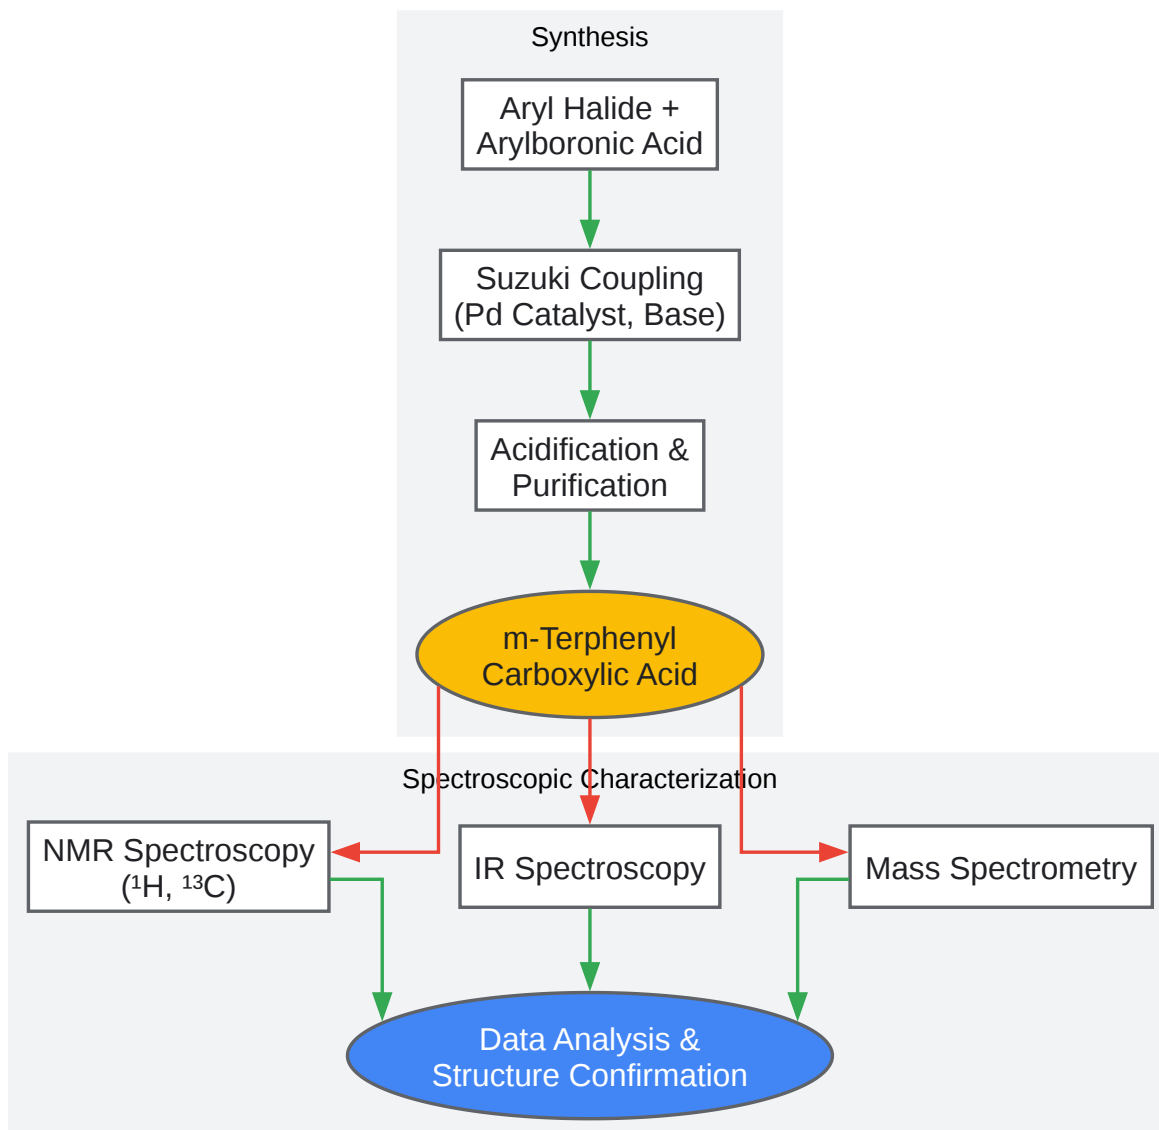 Synthesis
Aryl Halide +
Arylboronic Acid
Suzuki Coupling
(Pd Catalyst, Base)
Acidification &
Purification
m-Terphenyl
Carboxylic Acid
Spectroscopic Characterization
NMR Spectroscopy
(¹H, ¹³C)
IR Spectroscopy
Mass Spectrometry
Data Analysis &
Structure Confirmation